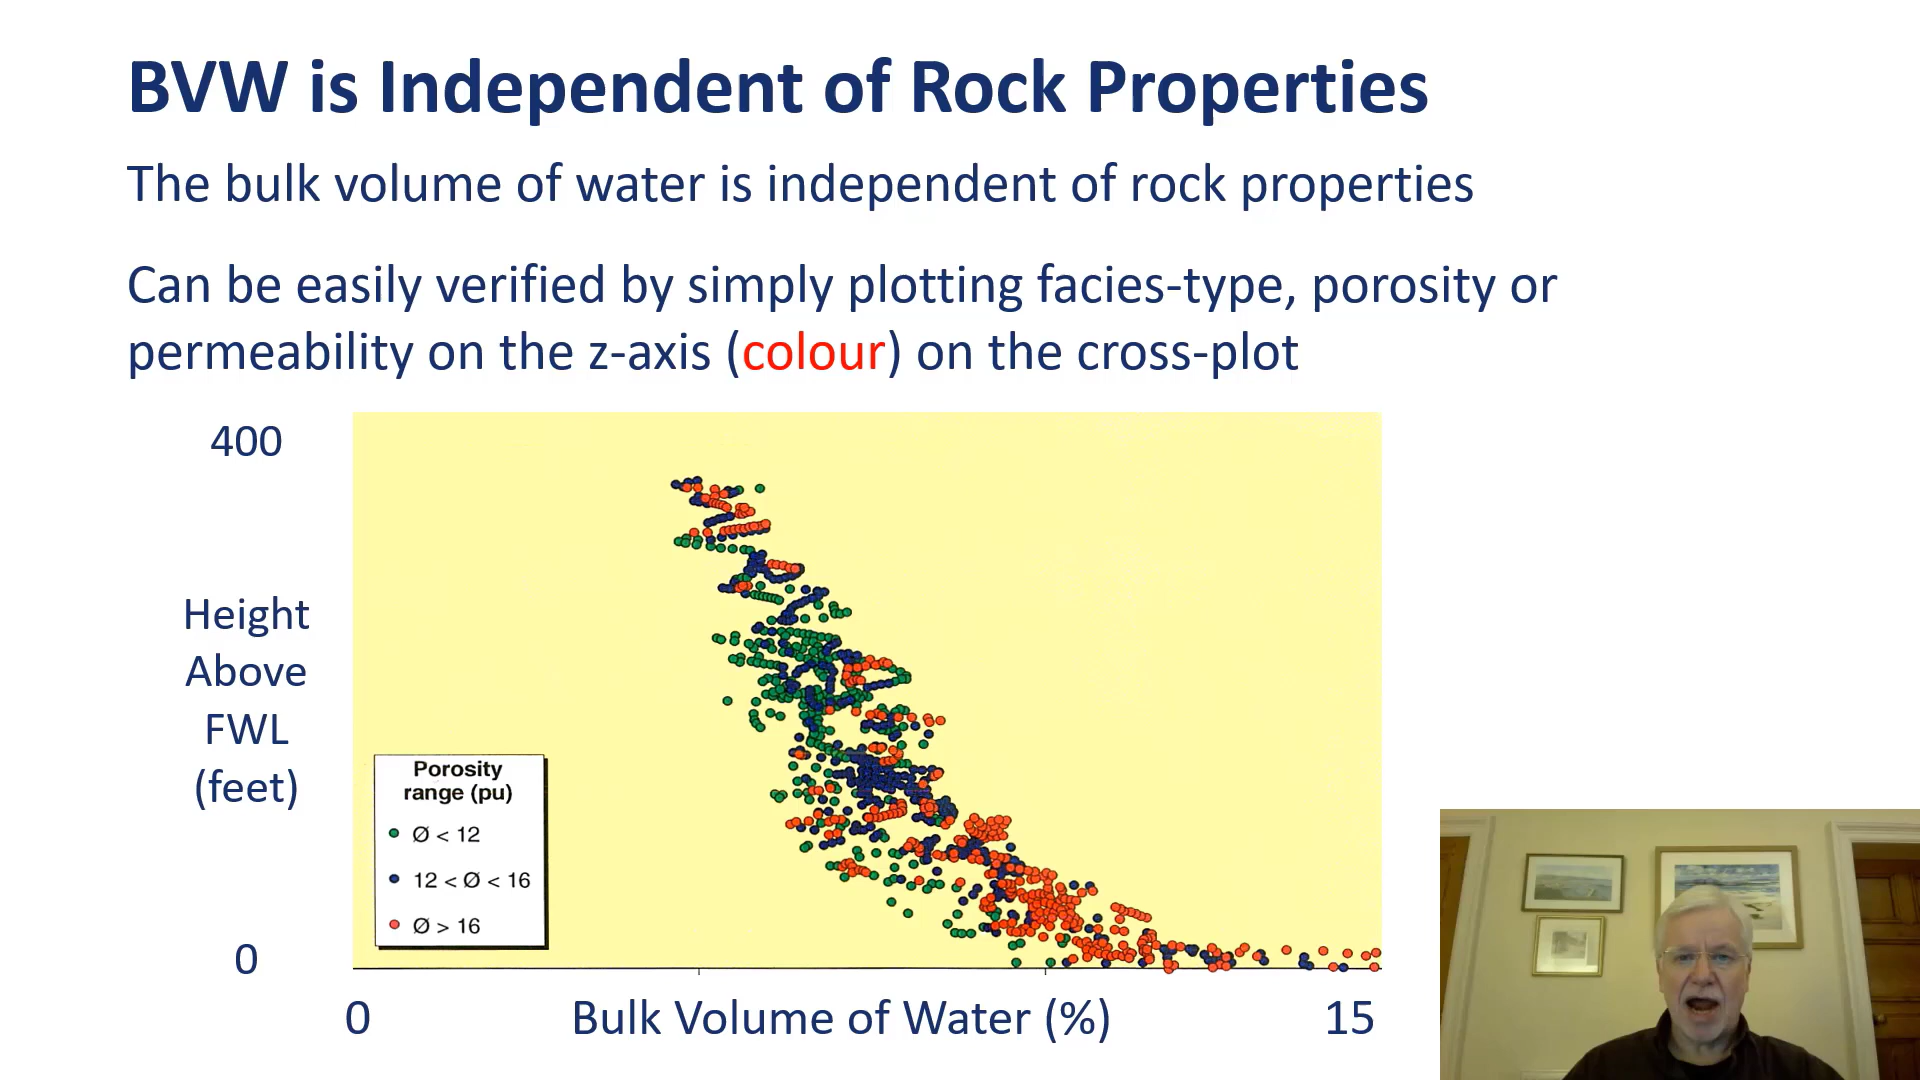 BVW is Independent of Rock Properties
The bulk volume of water is independent of rock properties
Can be easily verified by simply plotting facies-type, porosity or
permeability on the z-axis (colour) on the cross-plot
400
Height
Above
FWL
(feet)
0
Porosity
range (pu)
Ø < 12
12 < Ø < 16
Ø > 16
0
Bulk Volume of Water (%)
15